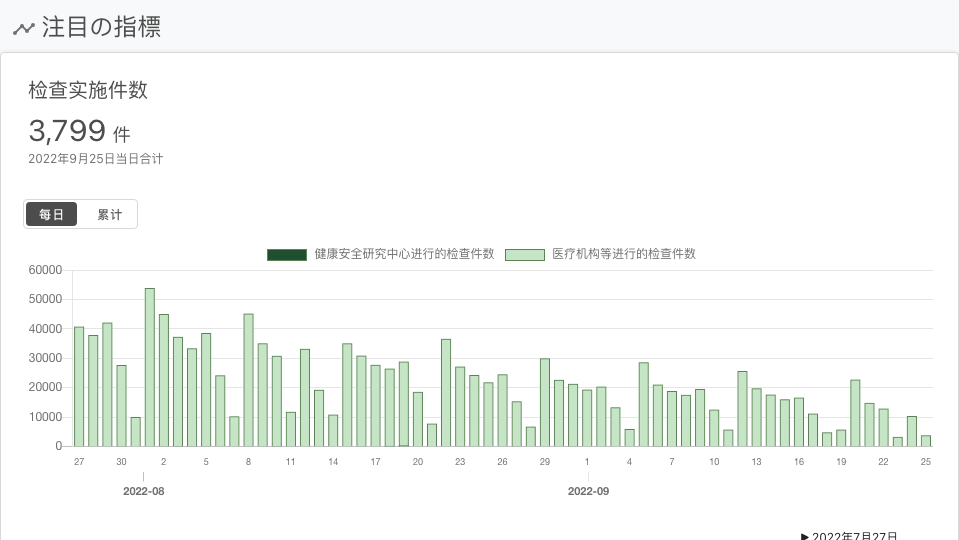 注目の指標
检查实施件数
3,799 件
2022年9月25日当日合计
每日 累计
健康安全研究中心进行的检查件数 医疗机构等进行的检查件数
60000
50000
40000
30000
20000
10000
0
27 30 2 5 8 11 14 17 20 23 26 29 1 4 7 10 13 16 19 22 25
2022-08 2022-09
▶ 2022年7月27日